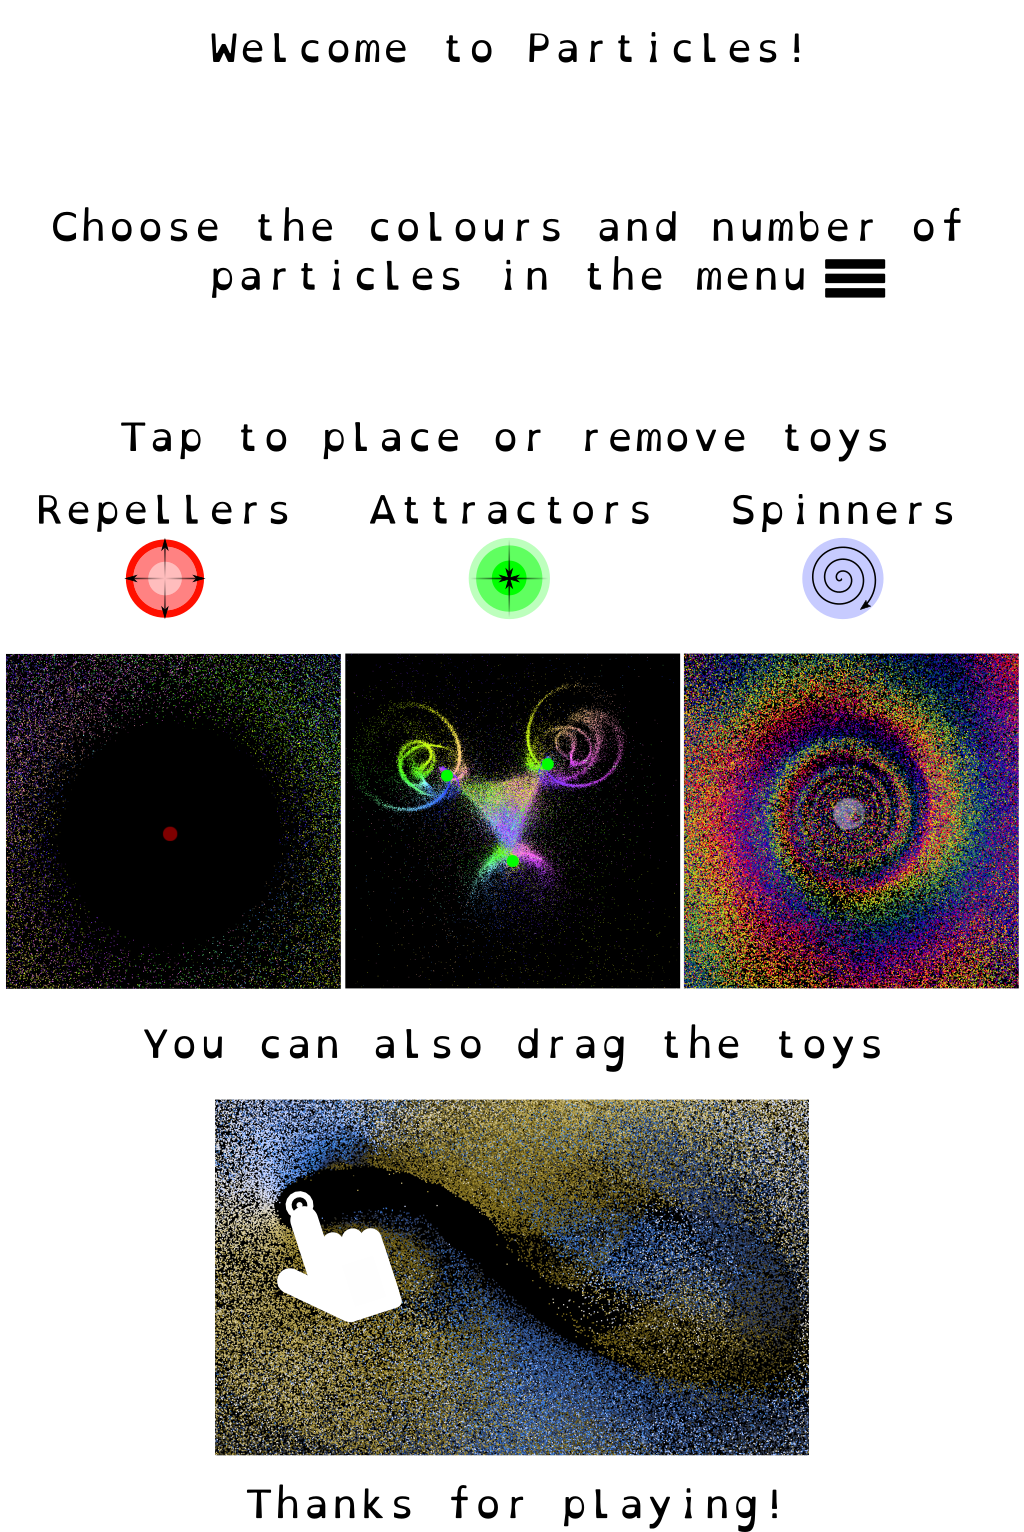 Welcome to Particles!
Choose the colours and number of
particles in the menu
Tap to place or remove toys
Repellers Attractors Spinners
You can also drag the toys
Thanks for playing!